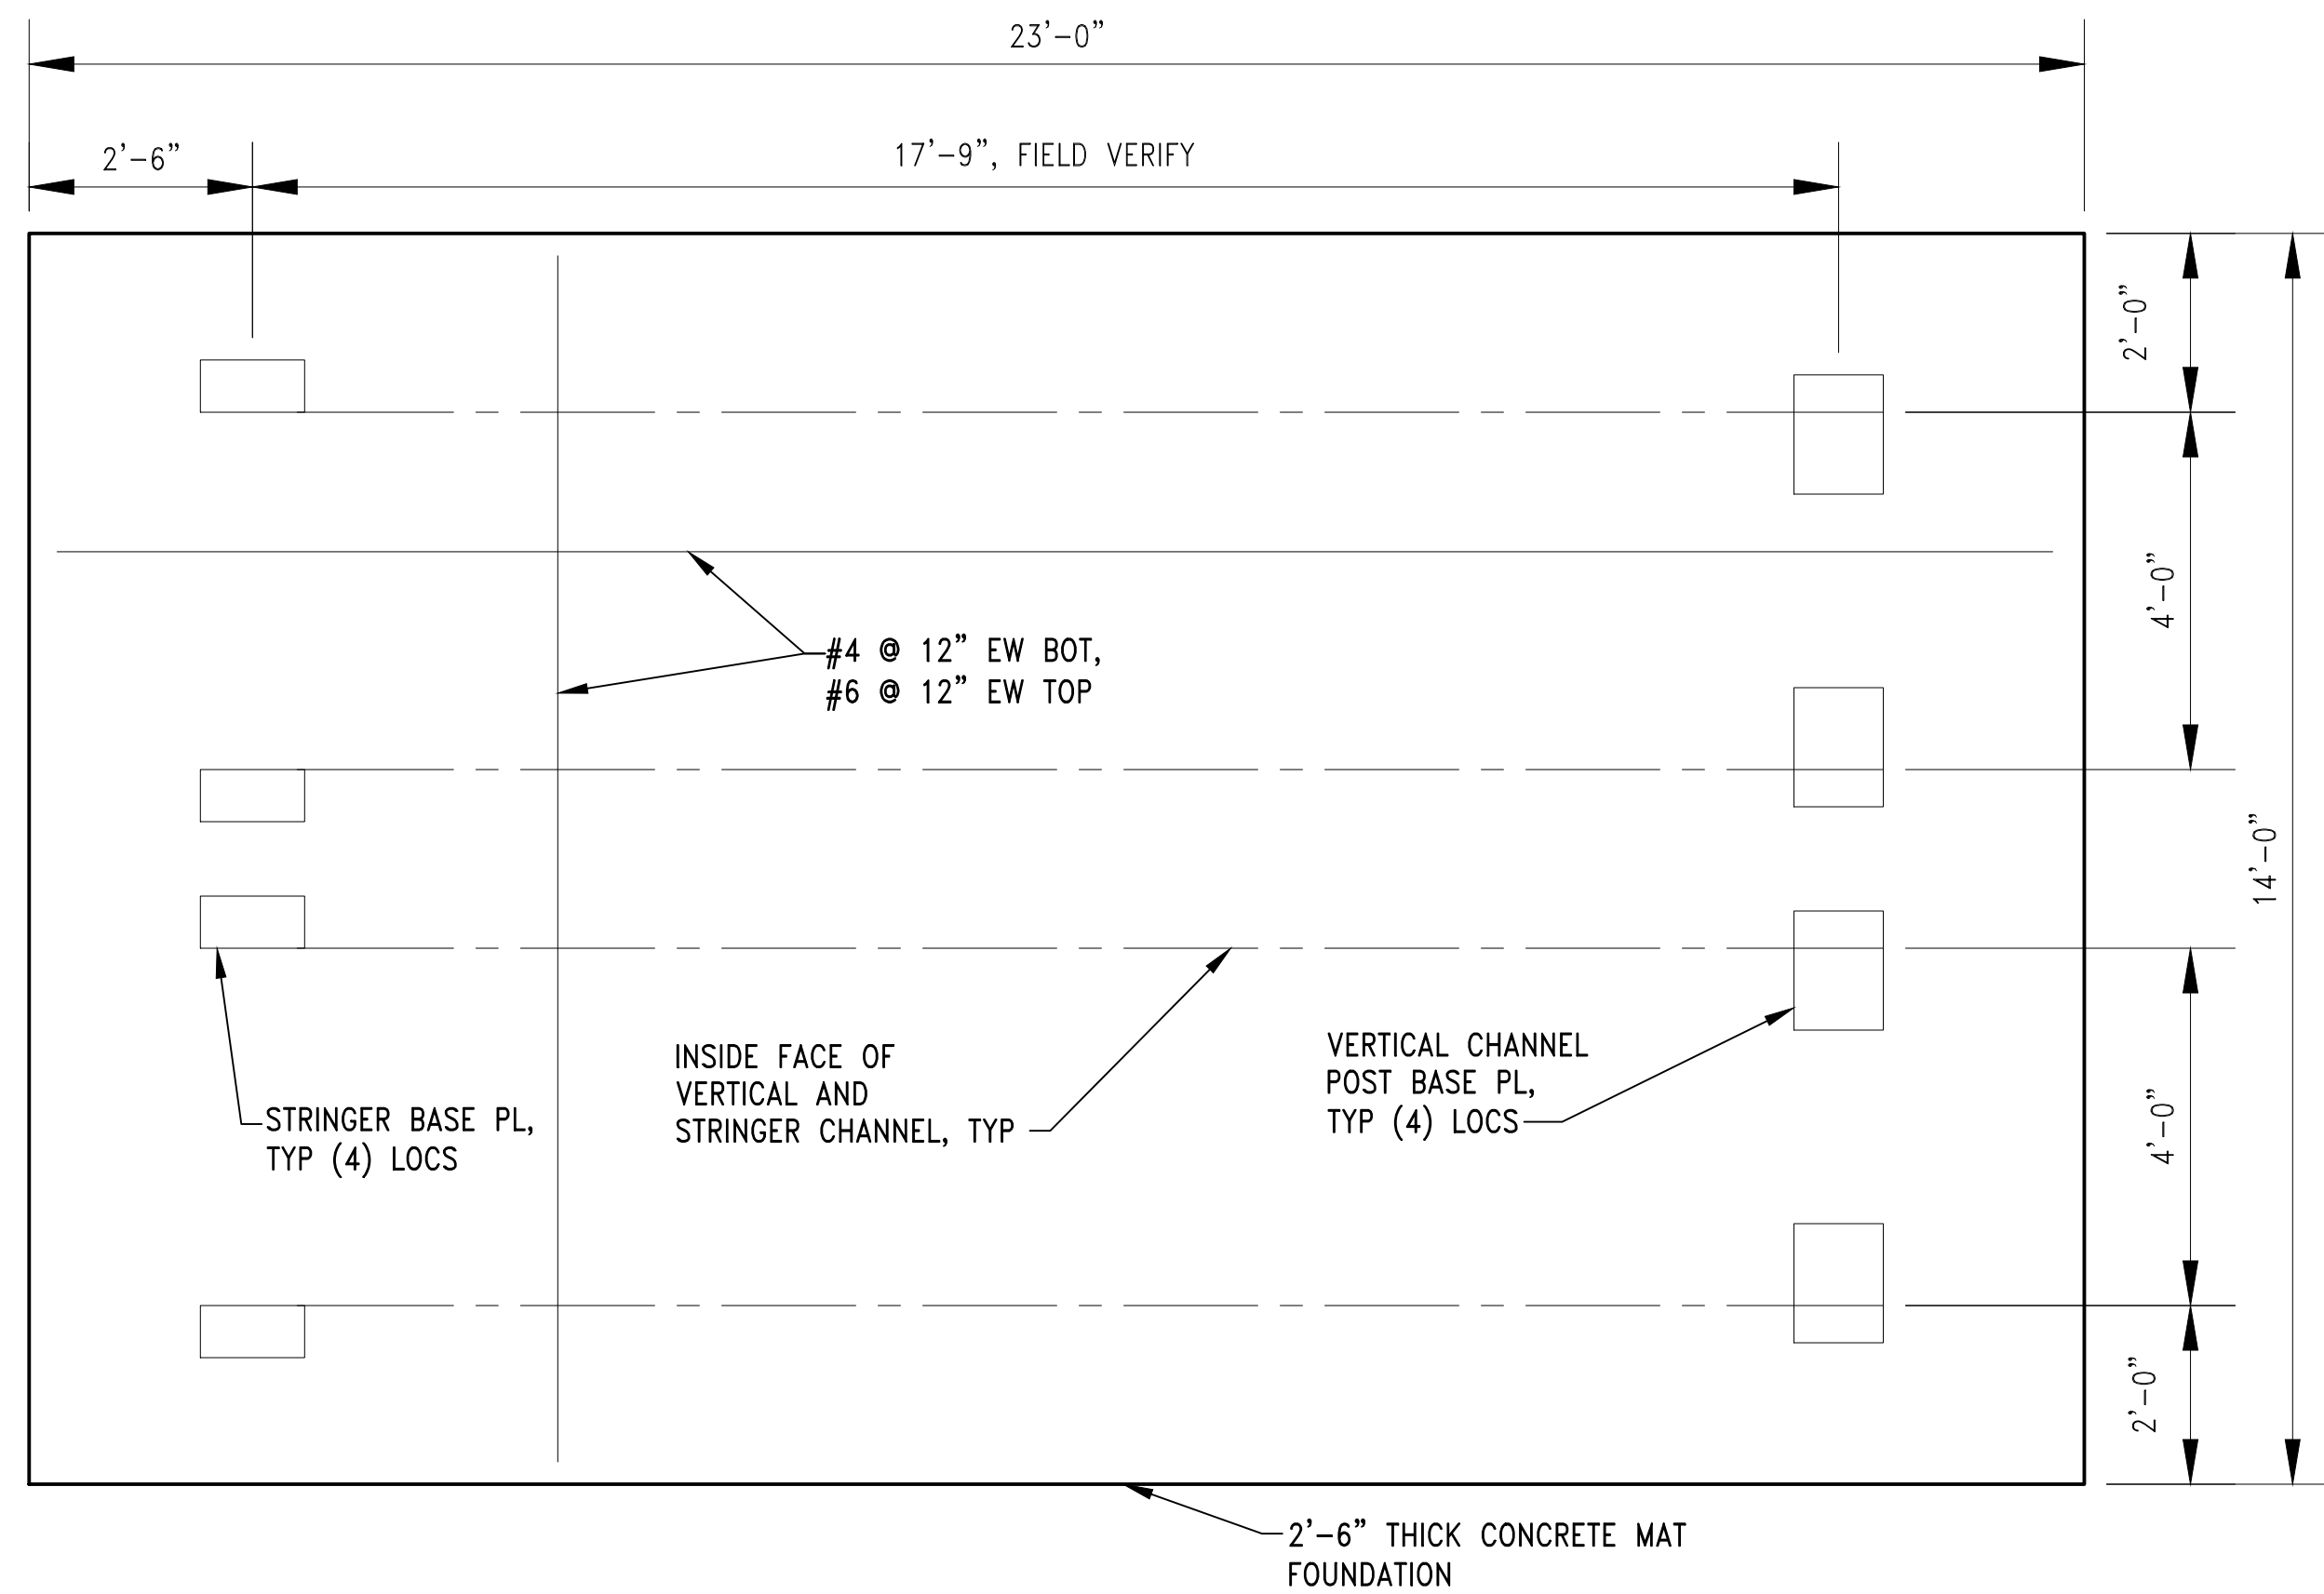 23'-0"
2'-6"
17'-9", FIELD VERIFY
2'-0"
4'-0"
#4 @ 12" EW BOT,
#6 @ 12" EW TOP
14'-0"
INSIDE FACE OF
VERTICAL AND
STRINGER CHANNEL, TYP
VERTICAL CHANNEL
POST BASE PL,
TYP (4) LOCS
STRINGER BASE PL,
TYP (4) LOCS
4'-0"
2'-0"
2'-6" THICK CONCRETE MAT
FOUNDATION